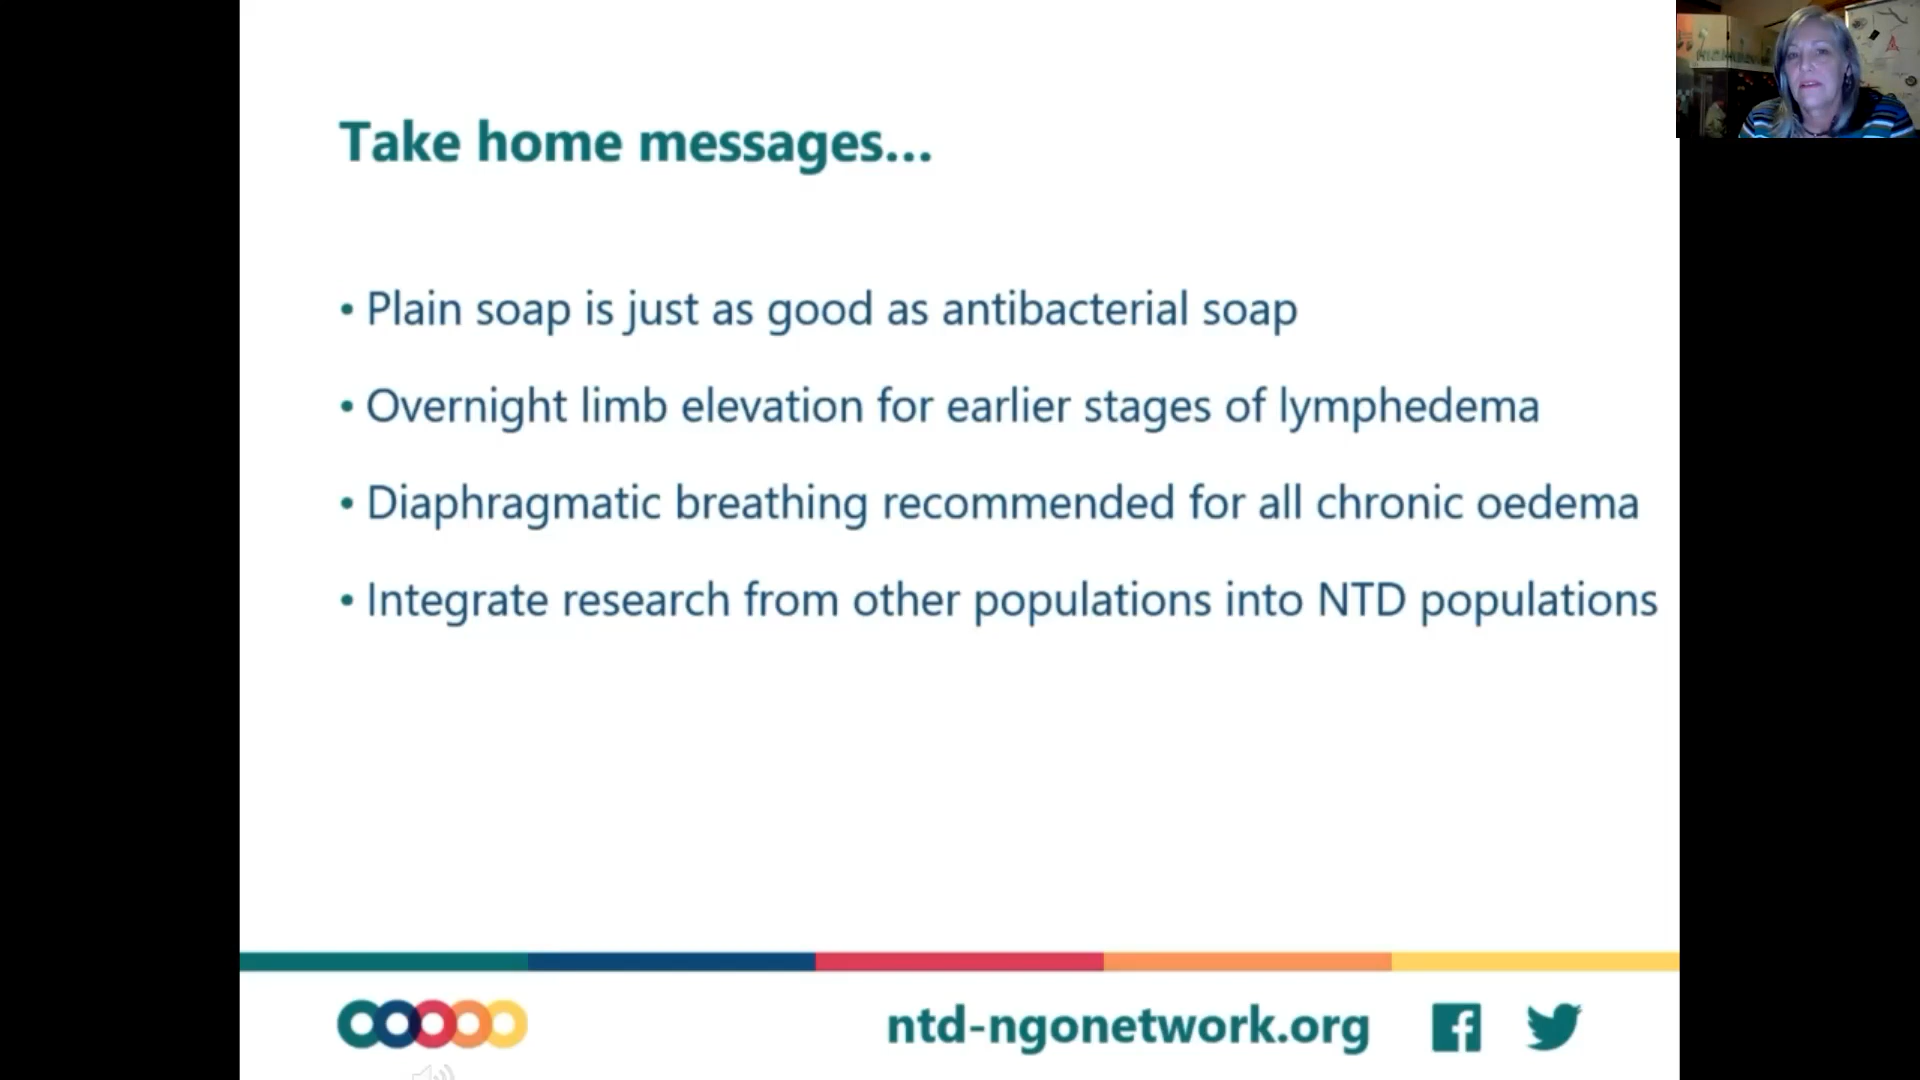 Take home messages...
• Plain soap is just as good as antibacterial soap
• Overnight limb elevation for earlier stages of lymphedema
• Diaphragmatic breathing recommended for all chronic oedema
• Integrate research from other populations into NTD populations
ntd-ngonetwork.org